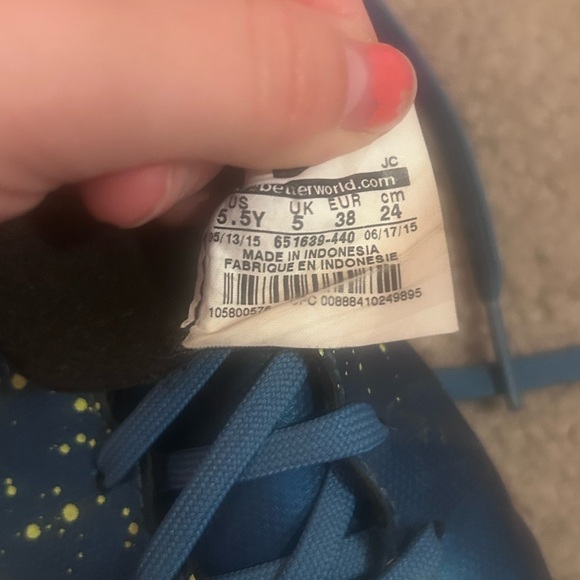 JC
betterworld.com
US UK EUR cm
5.5Y 5 38 24
05/13/15 651639-440 06/17/15
MADE IN INDONESIA
FABRIQUE EN INDONESIE
00888410249895